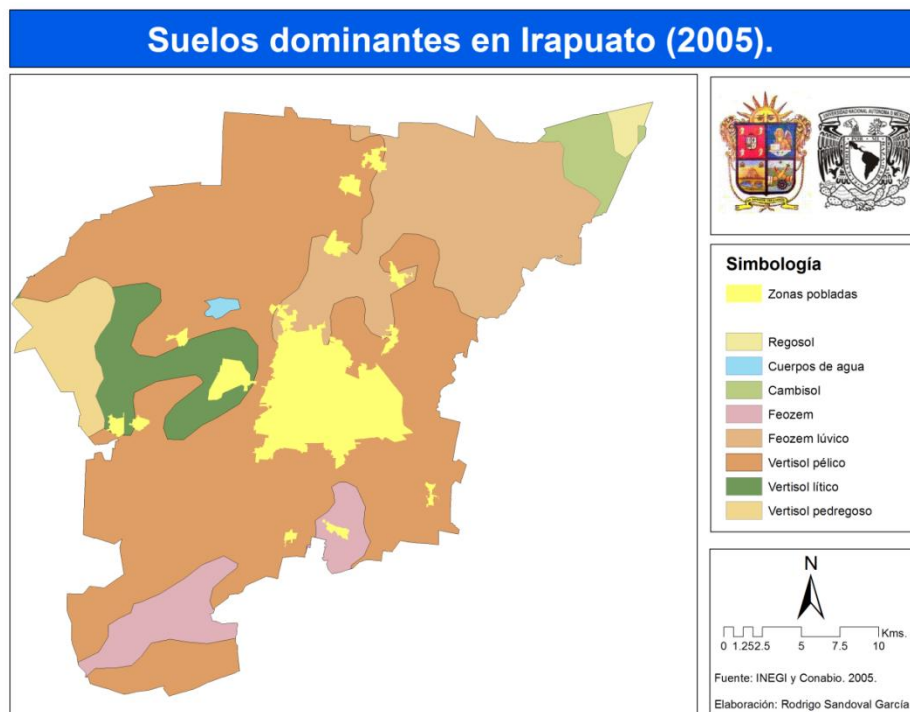 Suelos dominantes en Irapuato (2005).
Simbología
Zonas pobladas
Regosol
Cuerpos de agua
Cambisol
Feozem
Feozem lúvico
Vertisol pélico
Vertisol lítico
Vertisol pedregoso
N
Kms.
0 1.252.5 5 7.5 10
Fuente: INEGI y Conabio. 2005.
Elaboración: Rodrigo Sandoval García